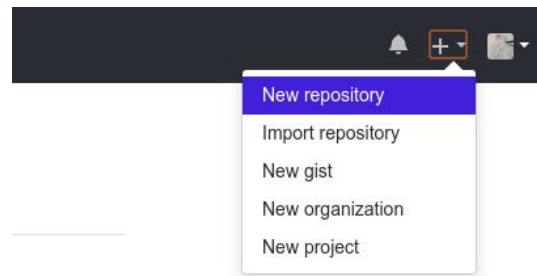 New repository
Import repository
New gist
New organization
New project